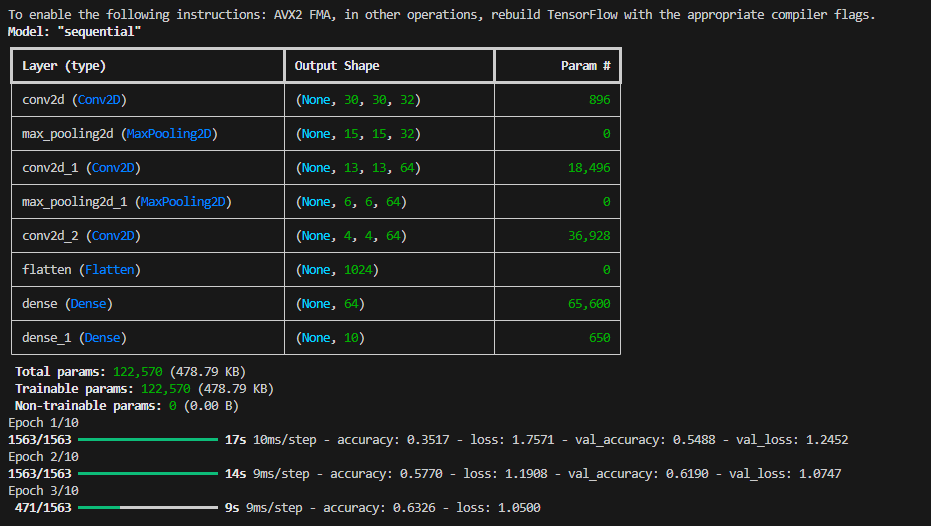 To enable the following instructions: AVX2 FMA, in other operations, rebuild TensorFlow with the appropriate compiler flags.
Model: "sequential"
Layer (type) Output Shape Param #
conv2d (Conv2D) (None, 30, 30, 32) 896
max_pooling2d (MaxPooling2D) (None, 15, 15, 32) 0
conv2d_1 (Conv2D) (None, 13, 13, 64) 18,496
max_pooling2d_1 (MaxPooling2D) (None, 6, 6, 64) 0
conv2d_2 (Conv2D) (None, 4, 4, 64) 36,928
flatten (Flatten) (None, 1024) 0
dense (Dense) (None, 64) 65,600
dense_1 (Dense) (None, 10) 650
Total params: 122,570 (478.79 KB)
Trainable params: 122,570 (478.79 KB)
Non-trainable params: 0 (0.00 B)
Epoch 1/10
1563/1563 17s 10ms/step - accuracy: 0.3517 - loss: 1.7571 - val_accuracy: 0.5488 - val_loss: 1.2452
Epoch 2/10
1563/1563 14s 9ms/step - accuracy: 0.5770 - loss: 1.1908 - val_accuracy: 0.6190 - val_loss: 1.0747
Epoch 3/10
471/1563 9s 9ms/step - accuracy: 0.6326 - loss: 1.0500